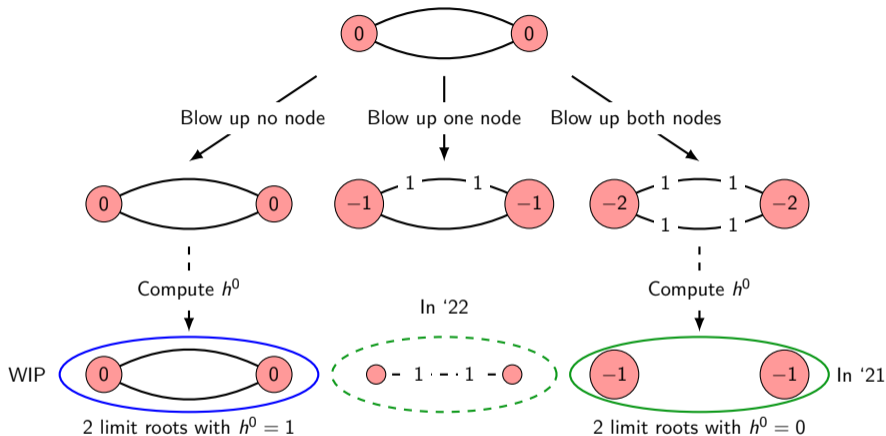 0 0
Blow up no node Blow up one node Blow up both nodes
0 0 −1 1 1 −1 −2 1 1 −2
1 1
Compute h⁰ Compute h⁰
In ‘22
WIP 0 0 1 1 −1 −1 In ‘21
2 limit roots with h⁰ = 1 2 limit roots with h⁰ = 0